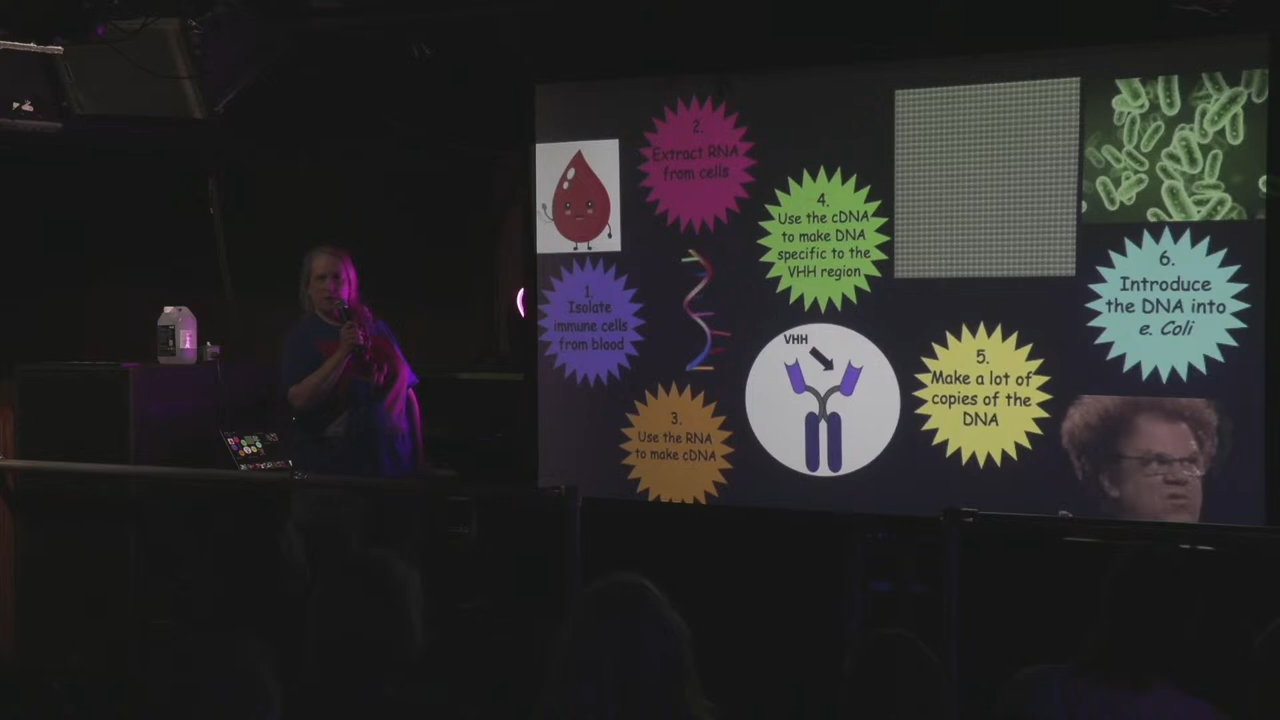 1.
Isolate
immune cells
from blood
2.
Extract RNA
from cells
3.
Use the RNA
to make cDNA
4.
Use the cDNA
to make DNA
specific to the
VHH region
VHH
5.
Make a lot of
copies of the
DNA
6.
Introduce
the DNA into
e. Coli